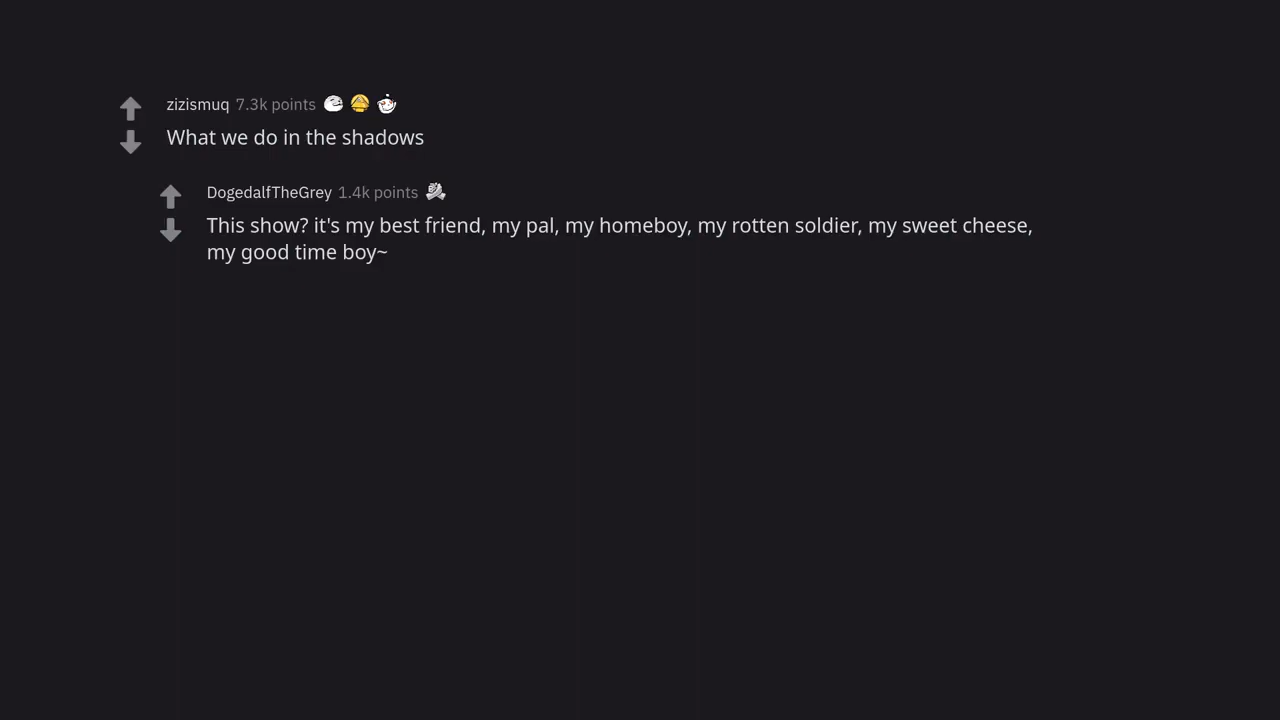 zizismuq 7.3k points
What we do in the shadows
DogedalfTheGrey 1.4k points
This show? it's my best friend, my pal, my homeboy, my rotten soldier, my sweet cheese,
my good time boy~